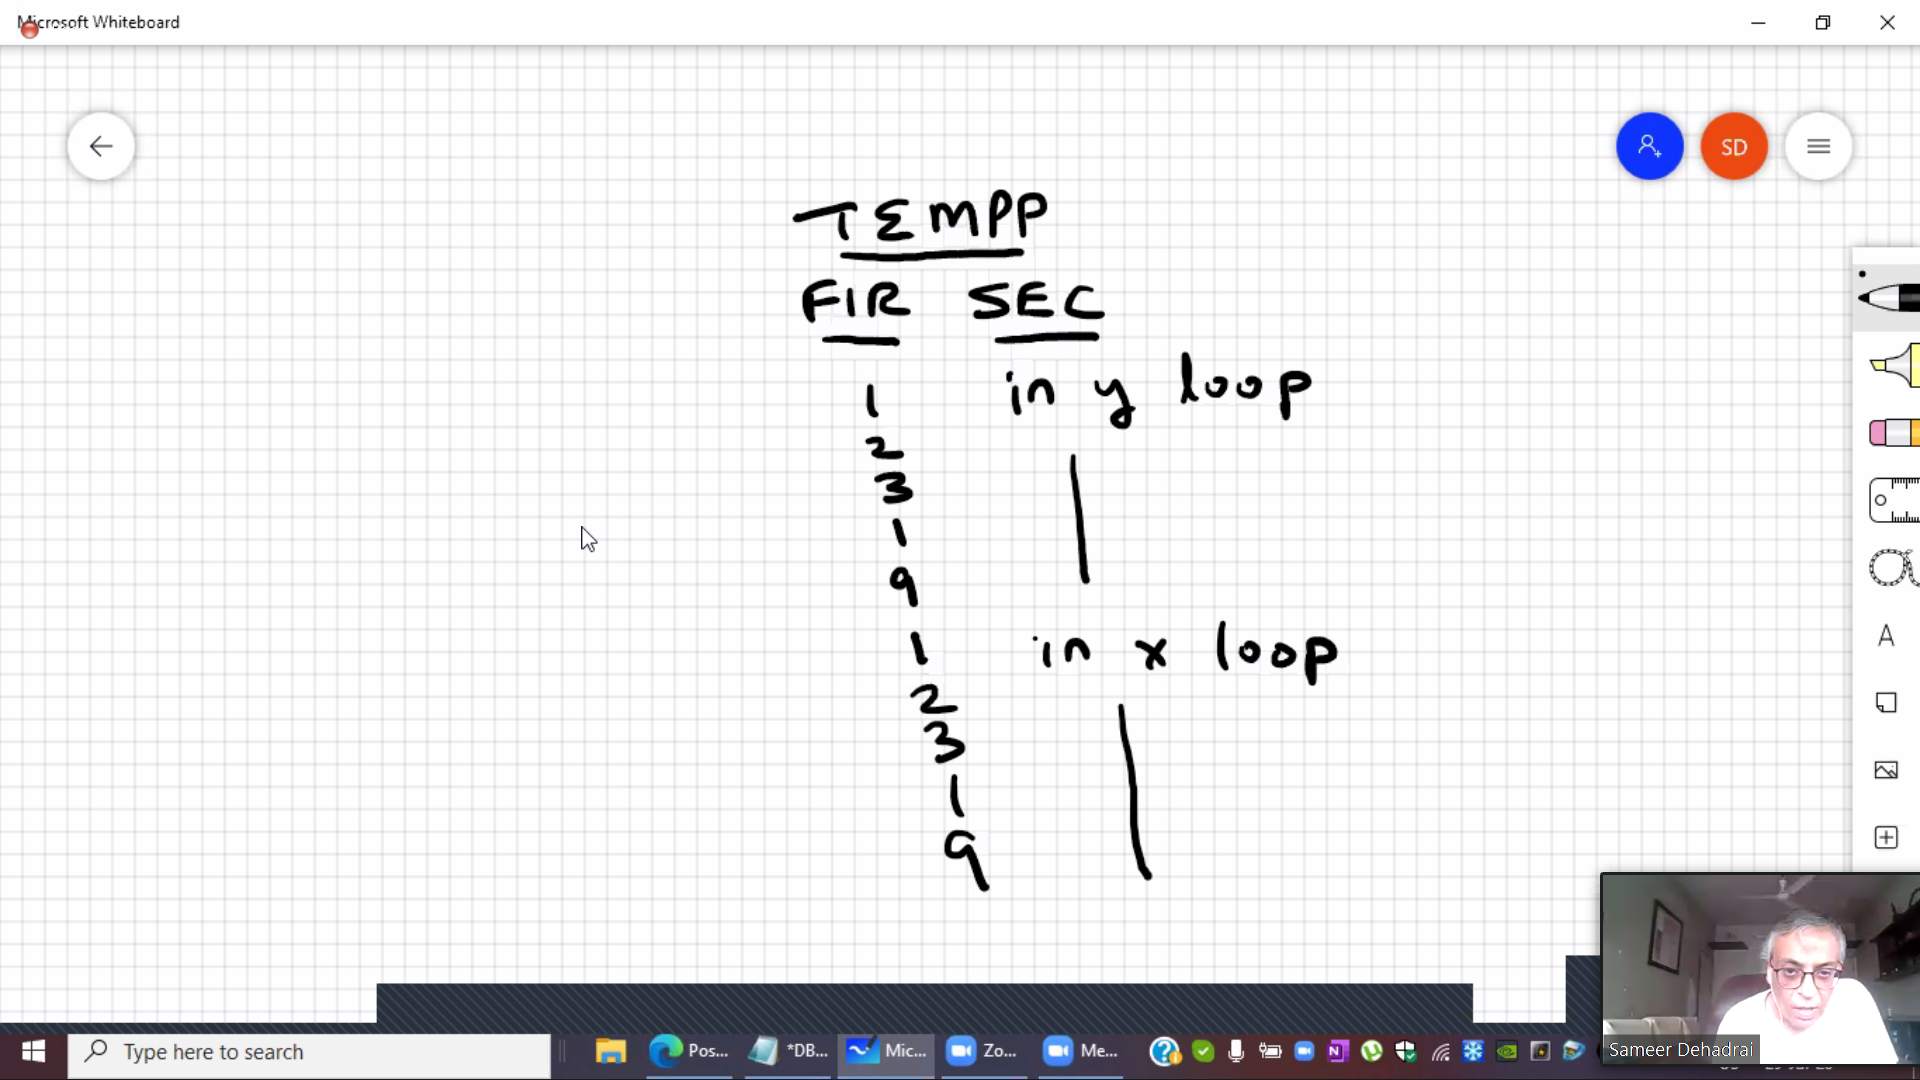 Microsoft Whiteboard
SD
TEMPP
FIR SEC
1 in y loop
2
3
1
9
1 in x loop
2
3
1
9
A
Sameer Dehadrai
Type here to search
Pos...
*DB...
Mic...
Zo...
Me...